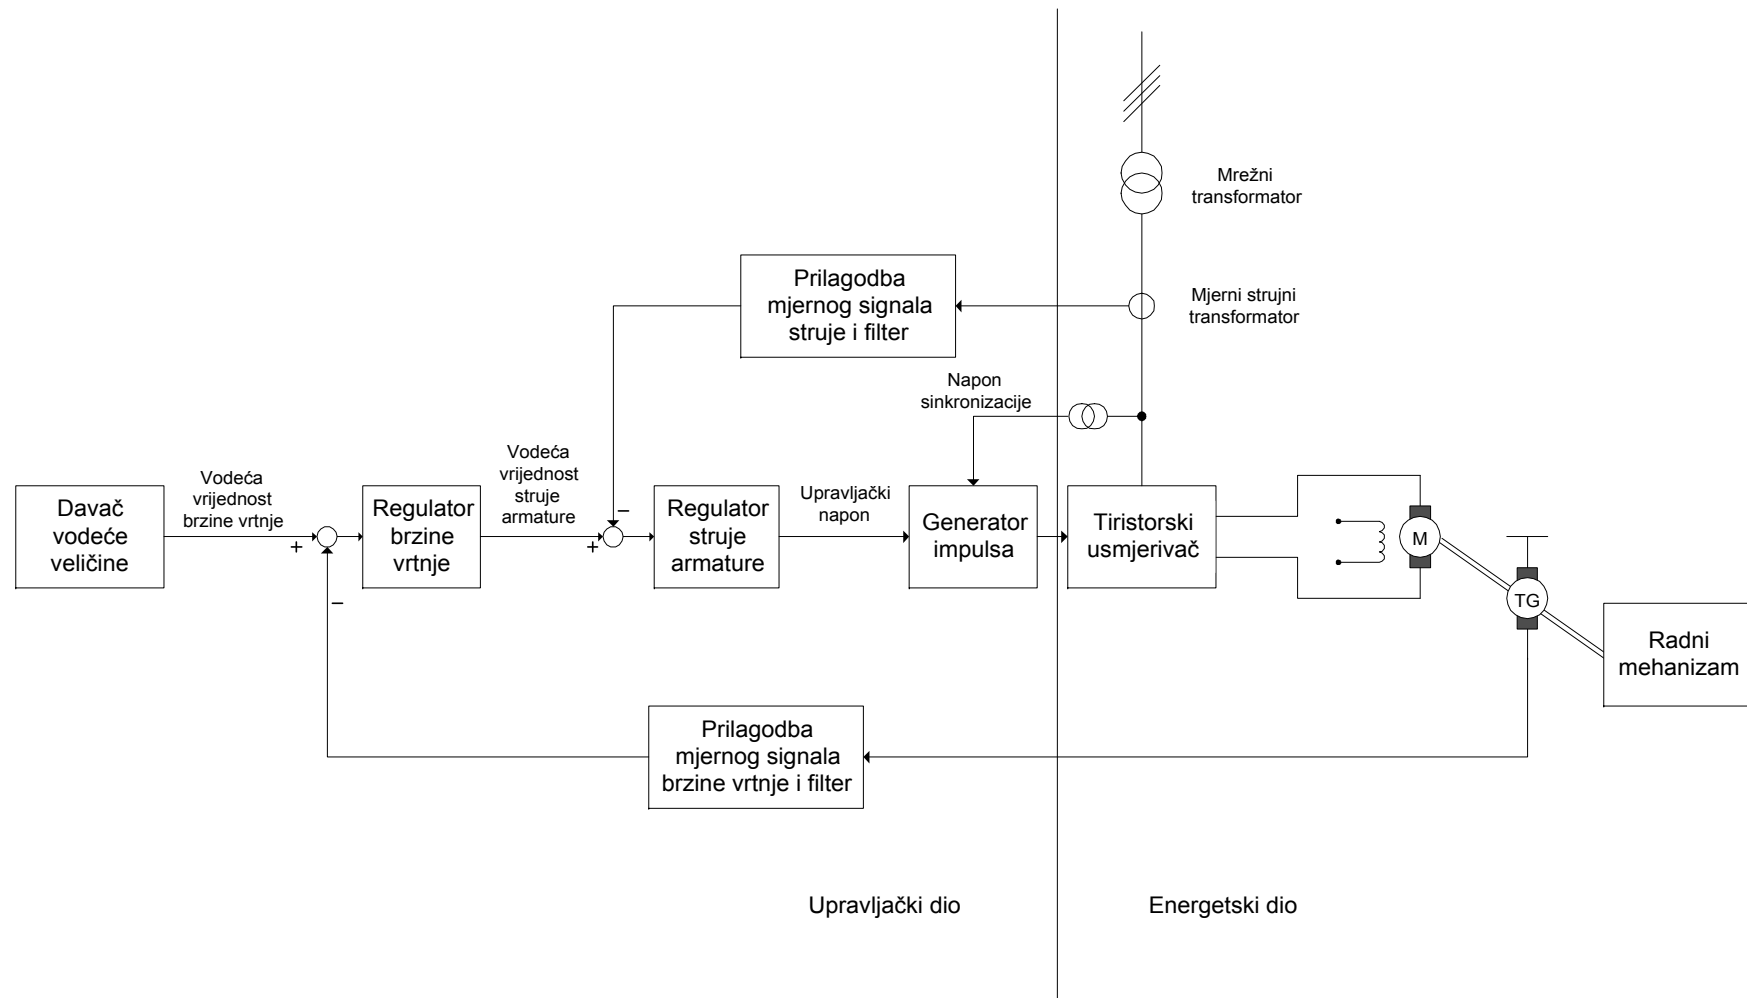 Mrežni
transformator
Prilagodba
mjernog signala
struje i filter
Mjerni strujni
transformator
Napon
sinkronizacije
Davač
vodeće
veličine
Vodeća
vrijednost
brzine vrtnje
+
−
Regulator
brzine
vrtnje
Vodeća
vrijednost
struje
armature
+
−
Regulator
struje
armature
Upravljački
napon
Generator
impulsa
Tiristorski
usmjerivač
M
TG
Radni
mehanizam
Prilagodba
mjernog signala
brzine vrtnje i filter
Upravljački dio
Energetski dio